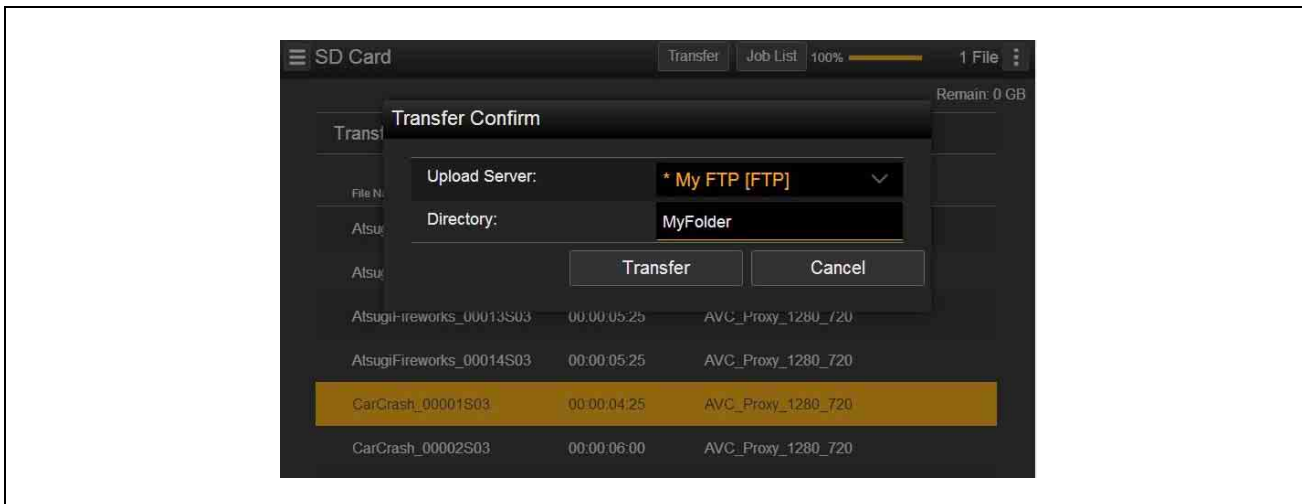 SD Card Transfer Job List 100% 1 File
Remain: 0 GB
Transfer Confirm
Transf
Upload Server: * My FTP [FTP]
File N
Directory: MyFolder
Atsug
Transfer Cancel
Atsug
AtsugiFireworks_00013S03 00:00:05:25 AVC_Proxy_1280_720
AtsugiFireworks_00014S03 00:00:05:25 AVC_Proxy_1280_720
CarCrash_00001S03 00:00:04:25 AVC_Proxy_1280_720
CarCrash_00002S03 00:00:06:00 AVC_Proxy_1280_720